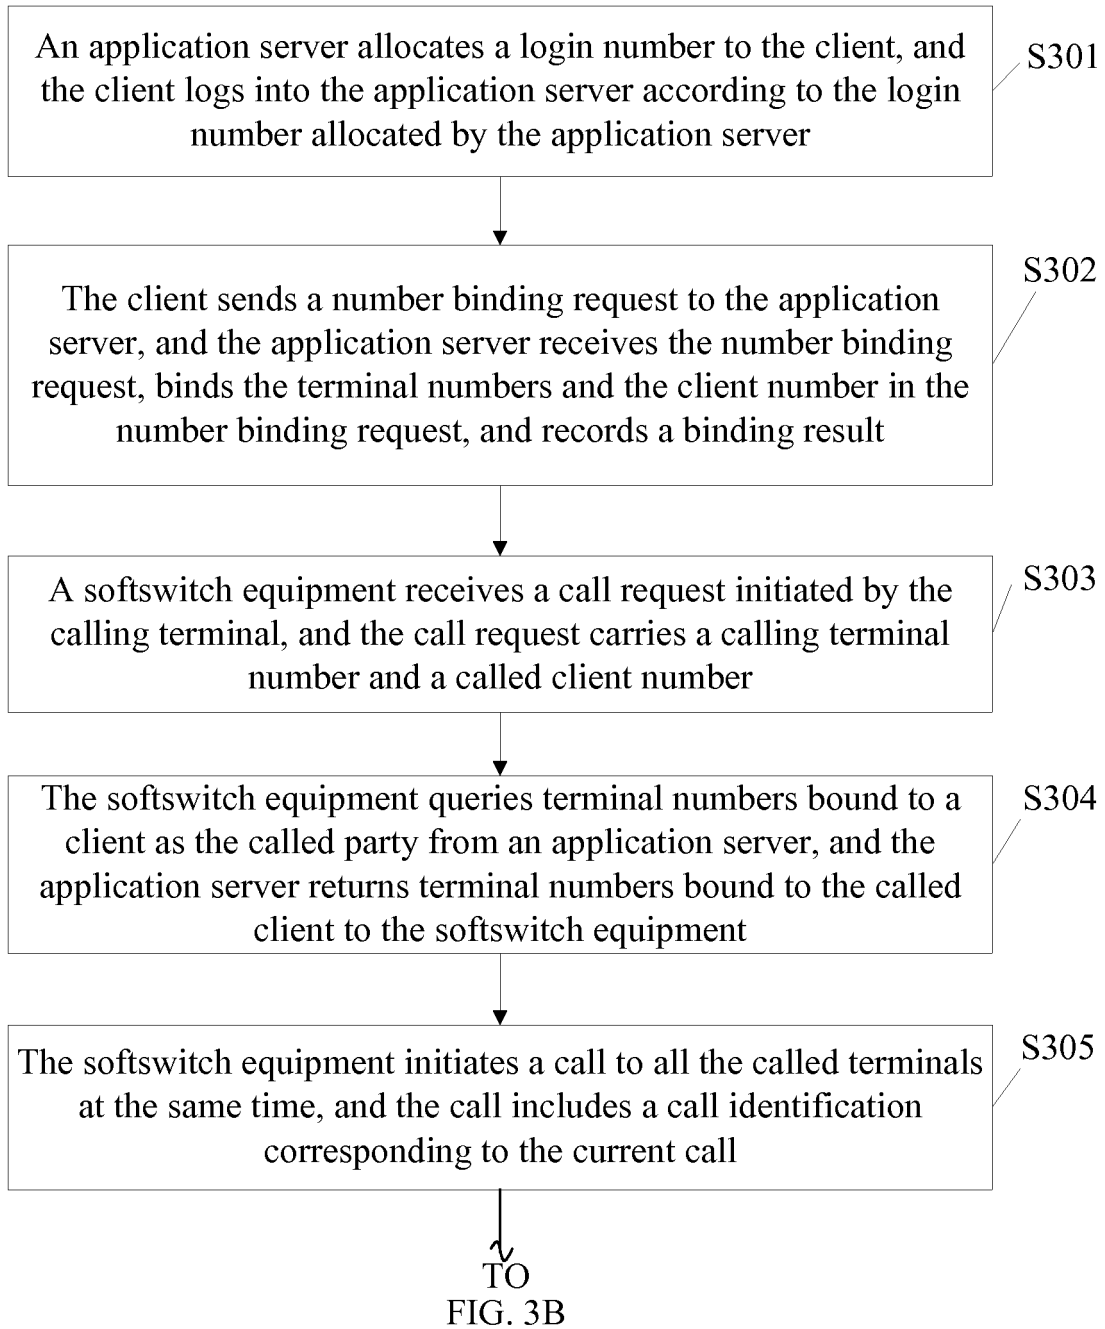 An application server allocates a login number to the client, and
the client logs into the application server according to the login
number allocated by the application server
S301
The client sends a number binding request to the application
server, and the application server receives the number binding
request, binds the terminal numbers and the client number in the
number binding request, and records a binding result
S302
A softswitch equipment receives a call request initiated by the
calling terminal, and the call request carries a calling terminal
number and a called client number
S303
The softswitch equipment queries terminal numbers bound to a
client as the called party from an application server, and the
application server returns terminal numbers bound to the called
client to the softswitch equipment
S304
The softswitch equipment initiates a call to all the called terminals
at the same time, and the call includes a call identification
corresponding to the current call
S305
TO
FIG. 3B